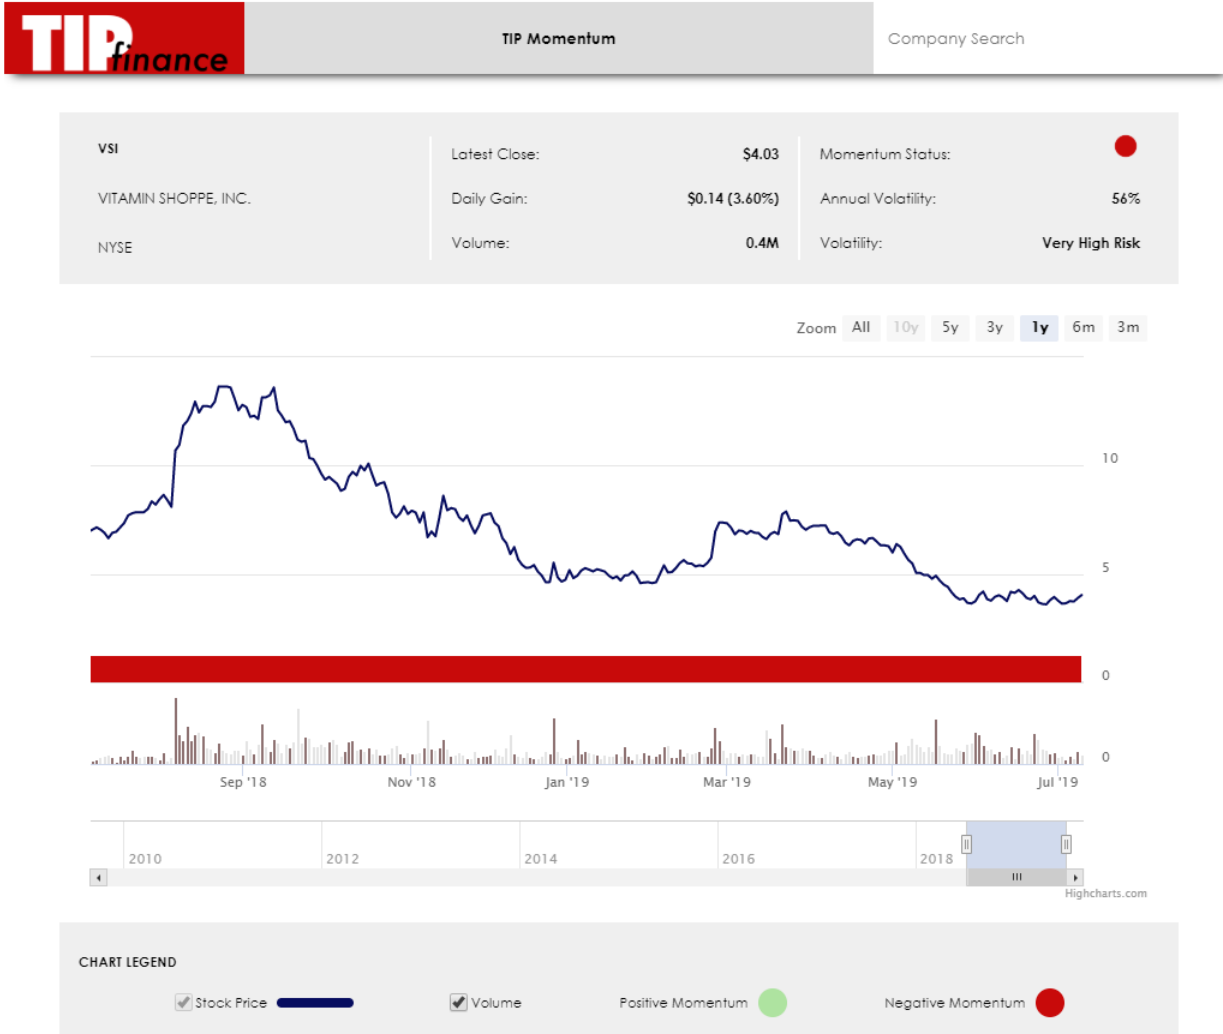 TIP finance
TIP Momentum
Company Search
VSI
VITAMIN SHOPPE, INC.
NYSE
Latest Close: $4.03
Daily Gain: $0.14 (3.60%)
Volume: 0.4M
Momentum Status:
Annual Volatility: 56%
Volatility: Very High Risk
Zoom All 10y 5y 3y 1y 6m 3m
10
5
0
0
Sep '18 Nov '18 Jan '19 Mar '19 May '19 Jul '19
2010 2012 2014 2016 2018
Highcharts.com
CHART LEGEND
Stock Price Volume Positive Momentum Negative Momentum